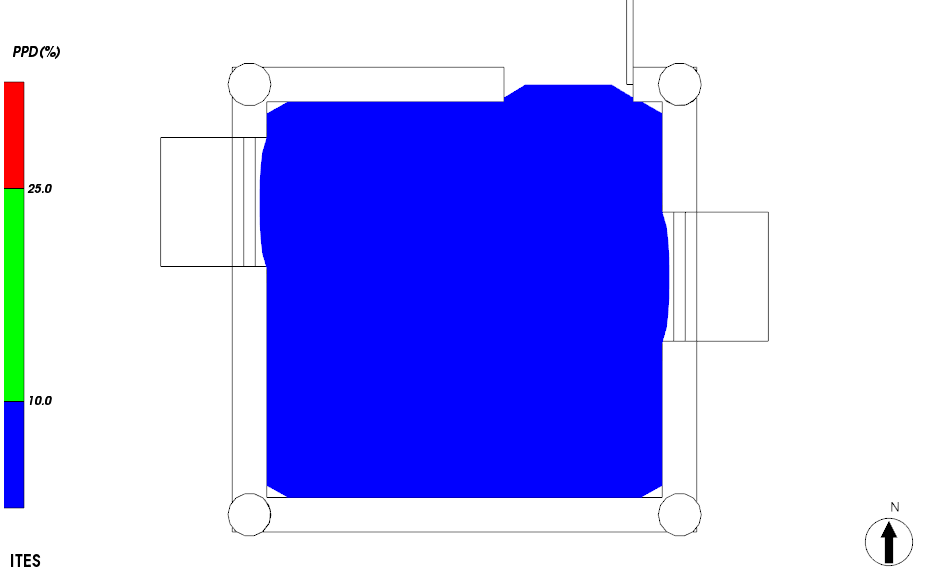 PPD(%)
25.0
10.0
N
ITES